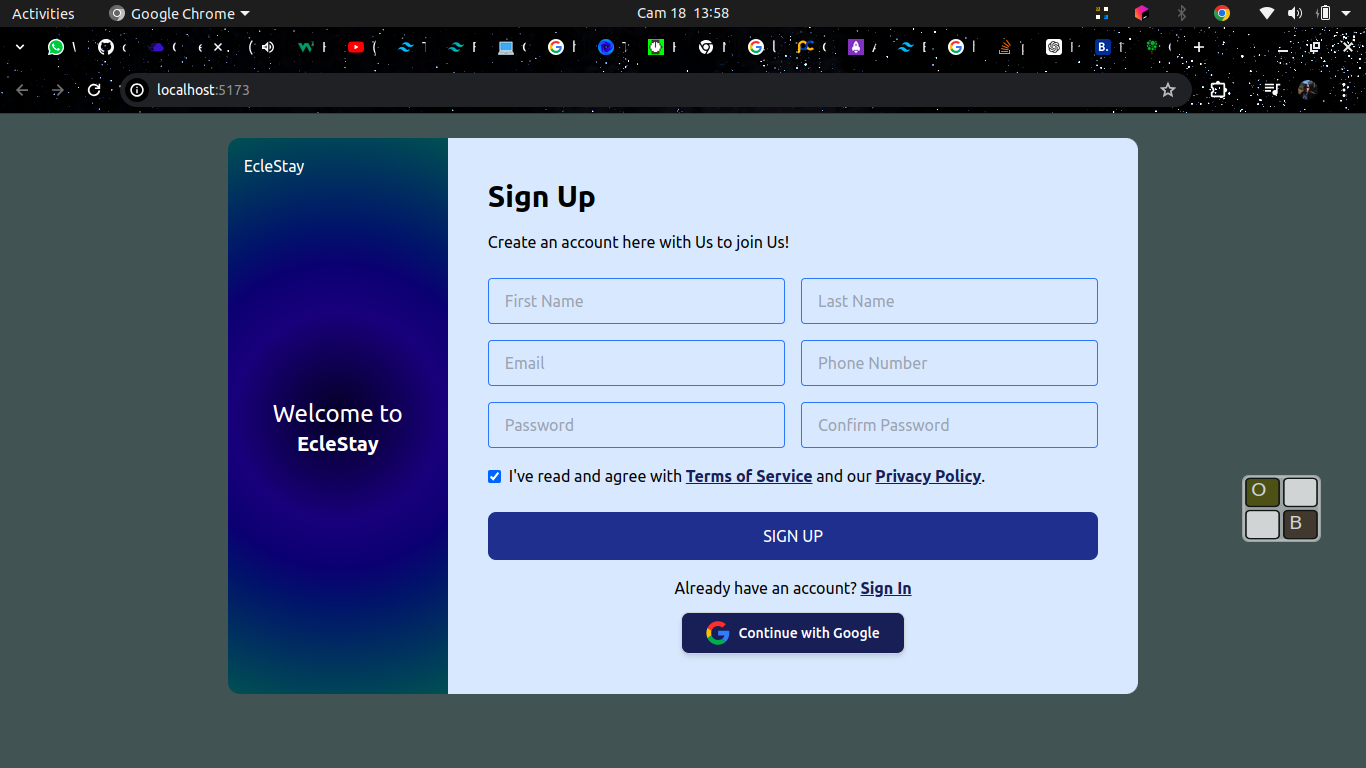 Activities
Google Chrome
Cam 18 13:58
localhost:5173
EcleStay
Welcome to
EcleStay
Sign Up
Create an account here with Us to join Us!
First Name
Last Name
Email
Phone Number
Password
Confirm Password
I've read and agree with Terms of Service and our Privacy Policy.
SIGN UP
Already have an account? Sign In
Continue with Google
O
B